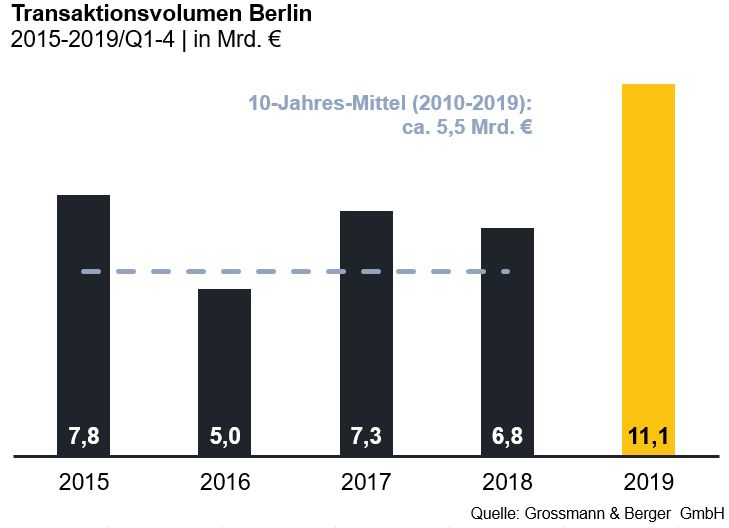 Transaktionsvolumen Berlin
2015-2019/Q1-4 | in Mrd. €
10-Jahres-Mittel (2010-2019):
ca. 5,5 Mrd. €
7,8
5,0
7,3
6,8
11,1
2015
2016
2017
2018
2019
Quelle: Grossmann & Berger GmbH